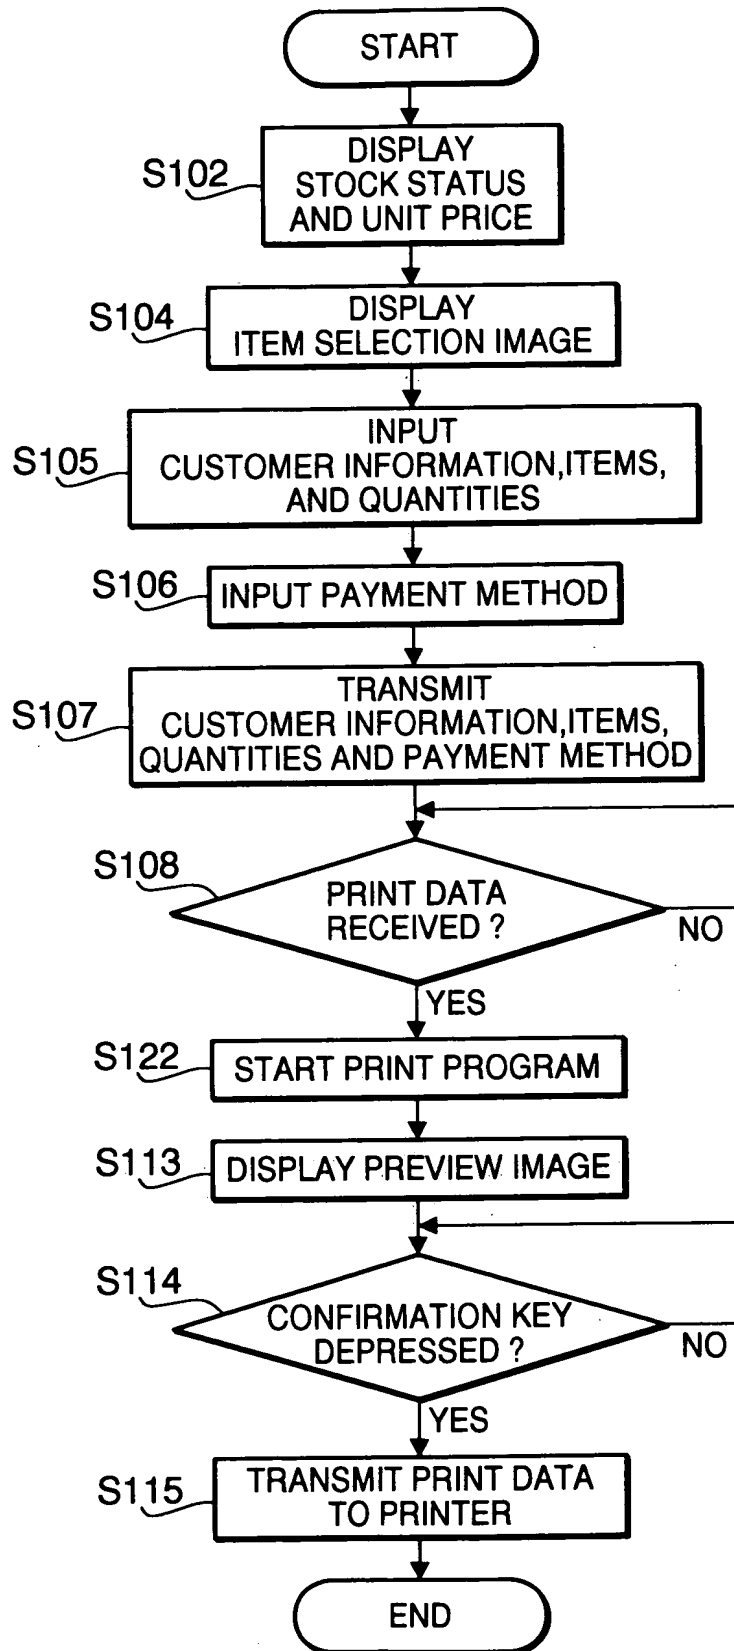 START
S102
DISPLAY
STOCK STATUS
AND UNIT PRICE
S104
DISPLAY
ITEM SELECTION IMAGE
S105
INPUT
CUSTOMER INFORMATION,ITEMS,
AND QUANTITIES
S106
INPUT PAYMENT METHOD
S107
TRANSMIT
CUSTOMER INFORMATION,ITEMS,
QUANTITIES AND PAYMENT METHOD
S108
PRINT DATA
RECEIVED ?
NO
YES
S122
START PRINT PROGRAM
S113
DISPLAY PREVIEW IMAGE
S114
CONFIRMATION KEY
DEPRESSED ?
NO
YES
S115
TRANSMIT PRINT DATA
TO PRINTER
END